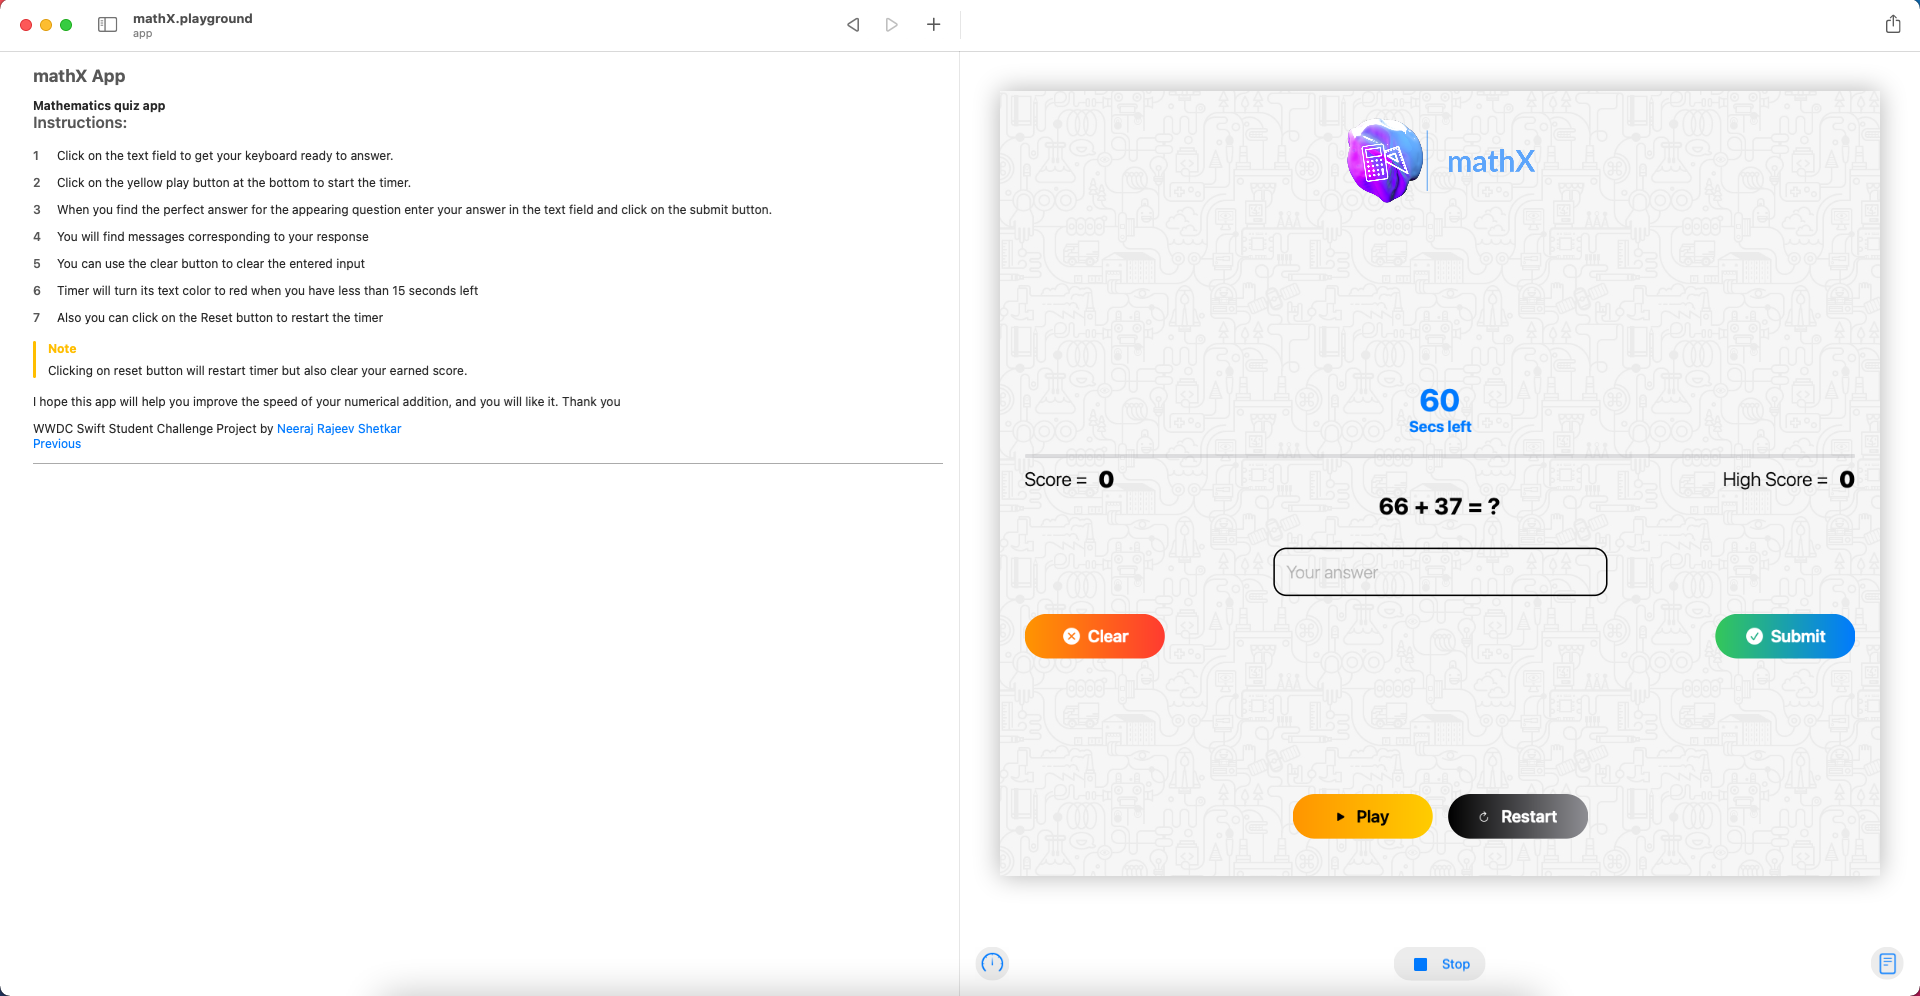 mathX.playground
app
mathX App
Mathematics quiz app
Instructions:
1 Click on the text field to get your keyboard ready to answer.
2 Click on the yellow play button at the bottom to start the timer.
3 When you find the perfect answer for the appearing question enter your answer in the text field and click on the submit button.
4 You will find messages corresponding to your response
5 You can use the clear button to clear the entered input
6 Timer will turn its text color to red when you have less than 15 seconds left
7 Also you can click on the Reset button to restart the timer
Note
Clicking on reset button will restart timer but also clear your earned score.
I hope this app will help you improve the speed of your numerical addition, and you will like it. Thank you
WWDC Swift Student Challenge Project by Neeraj Rajeev Shetkar
Previous
mathX
60
Secs left
Score = 0
High Score = 0
66 + 37 = ?
Your answer
Clear
Submit
Play
Restart
Stop